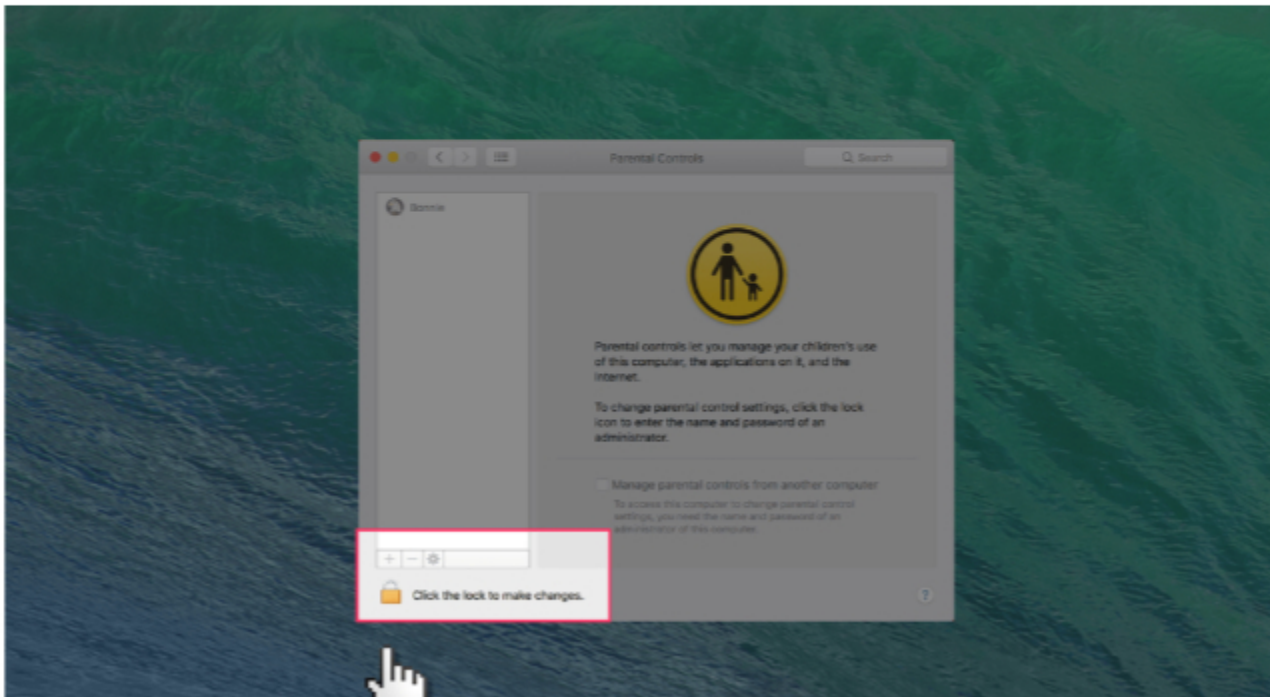 Parental Controls
Search
Bonnie
Parental controls let you manage your children's use
of this computer, the applications on it, and the
Internet.
To change parental control settings, click the lock
icon to enter the name and password of an
administrator.
Manage parental controls from another computer
To access this computer to change parental control
settings, you need the name and password of an
administrator of this computer.
Click the lock to make changes.
?